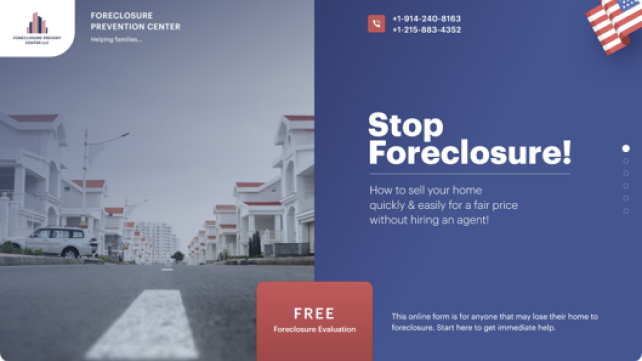 FORECLOSURE PREVENT
CENTER LLC
FORECLOSURE
PREVENTION CENTER
Helping families...
+1-914-240-8163
+1-215-883-4352
Stop
Foreclosure!
How to sell your home
quickly & easily for a fair price
without hiring an agent!
FREE
Foreclosure Evaluation
This online form is for anyone that may lose their home to
foreclosure. Start here to get immediate help.